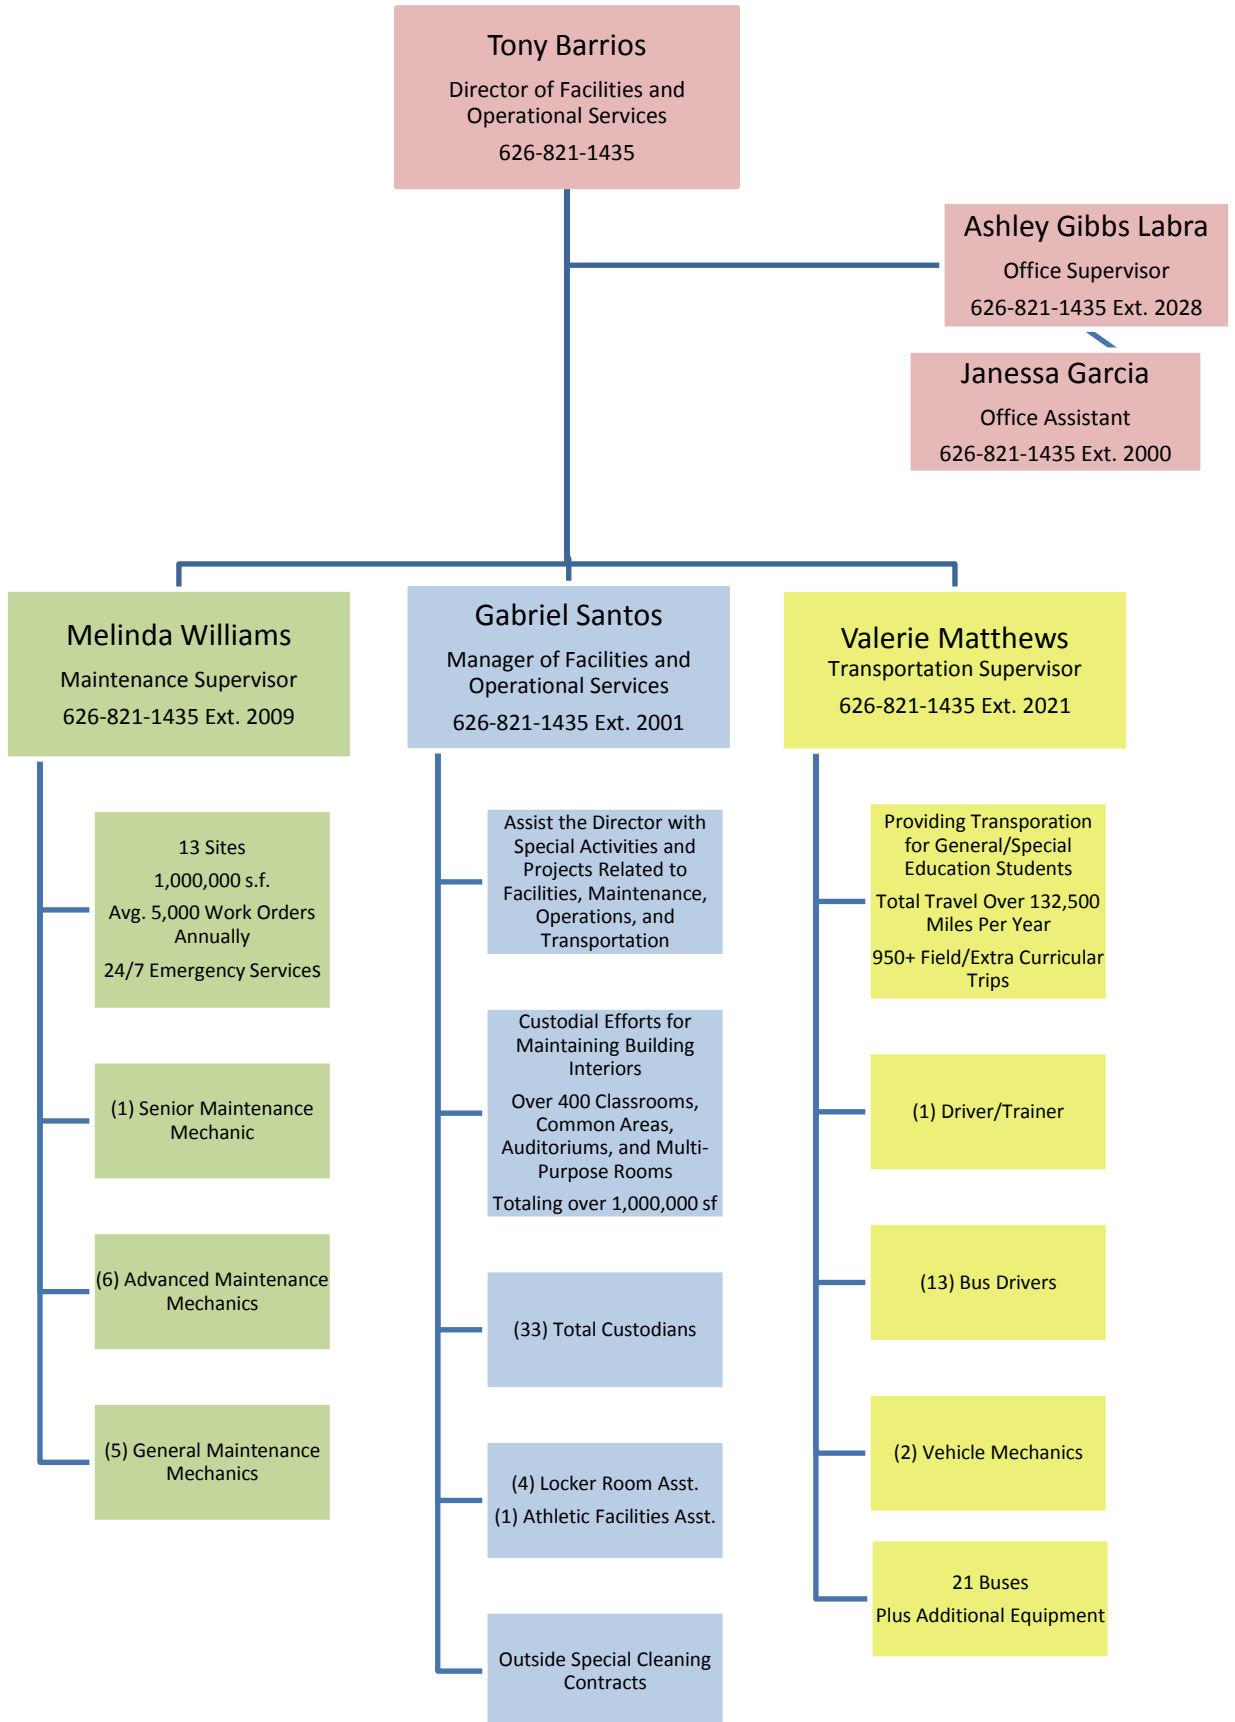 Tony Barrios
Director of Facilities and
Operational Services
626-821-1435
Ashley Gibbs Labra
Office Supervisor
626-821-1435 Ext. 2028
Janessa Garcia
Office Assistant
626-821-1435 Ext. 2000
Melinda Williams
Maintenance Supervisor
626-821-1435 Ext. 2009
13 Sites
1,000,000 s.f.
Avg. 5,000 Work Orders
Annually
24/7 Emergency Services
(1) Senior Maintenance
Mechanic
(6) Advanced Maintenance
Mechanics
(5) General Maintenance
Mechanics
Gabriel Santos
Manager of Facilities and
Operational Services
626-821-1435 Ext. 2001
Assist the Director with
Special Activities and
Projects Related to
Facilities, Maintenance,
Operations, and
Transportation
Custodial Efforts for
Maintaining Building
Interiors
Over 400 Classrooms,
Common Areas,
Auditoriums, and Multi-
Purpose Rooms
Totaling over 1,000,000 sf
(33) Total Custodians
(4) Locker Room Asst.
(1) Athletic Facilities Asst.
Outside Special Cleaning
Contracts
Valerie Matthews
Transportation Supervisor
626-821-1435 Ext. 2021
Providing Transporation
for General/Special
Education Students
Total Travel Over 132,500
Miles Per Year
950+ Field/Extra Curricular
Trips
(1) Driver/Trainer
(13) Bus Drivers
(2) Vehicle Mechanics
21 Buses
Plus Additional Equipment